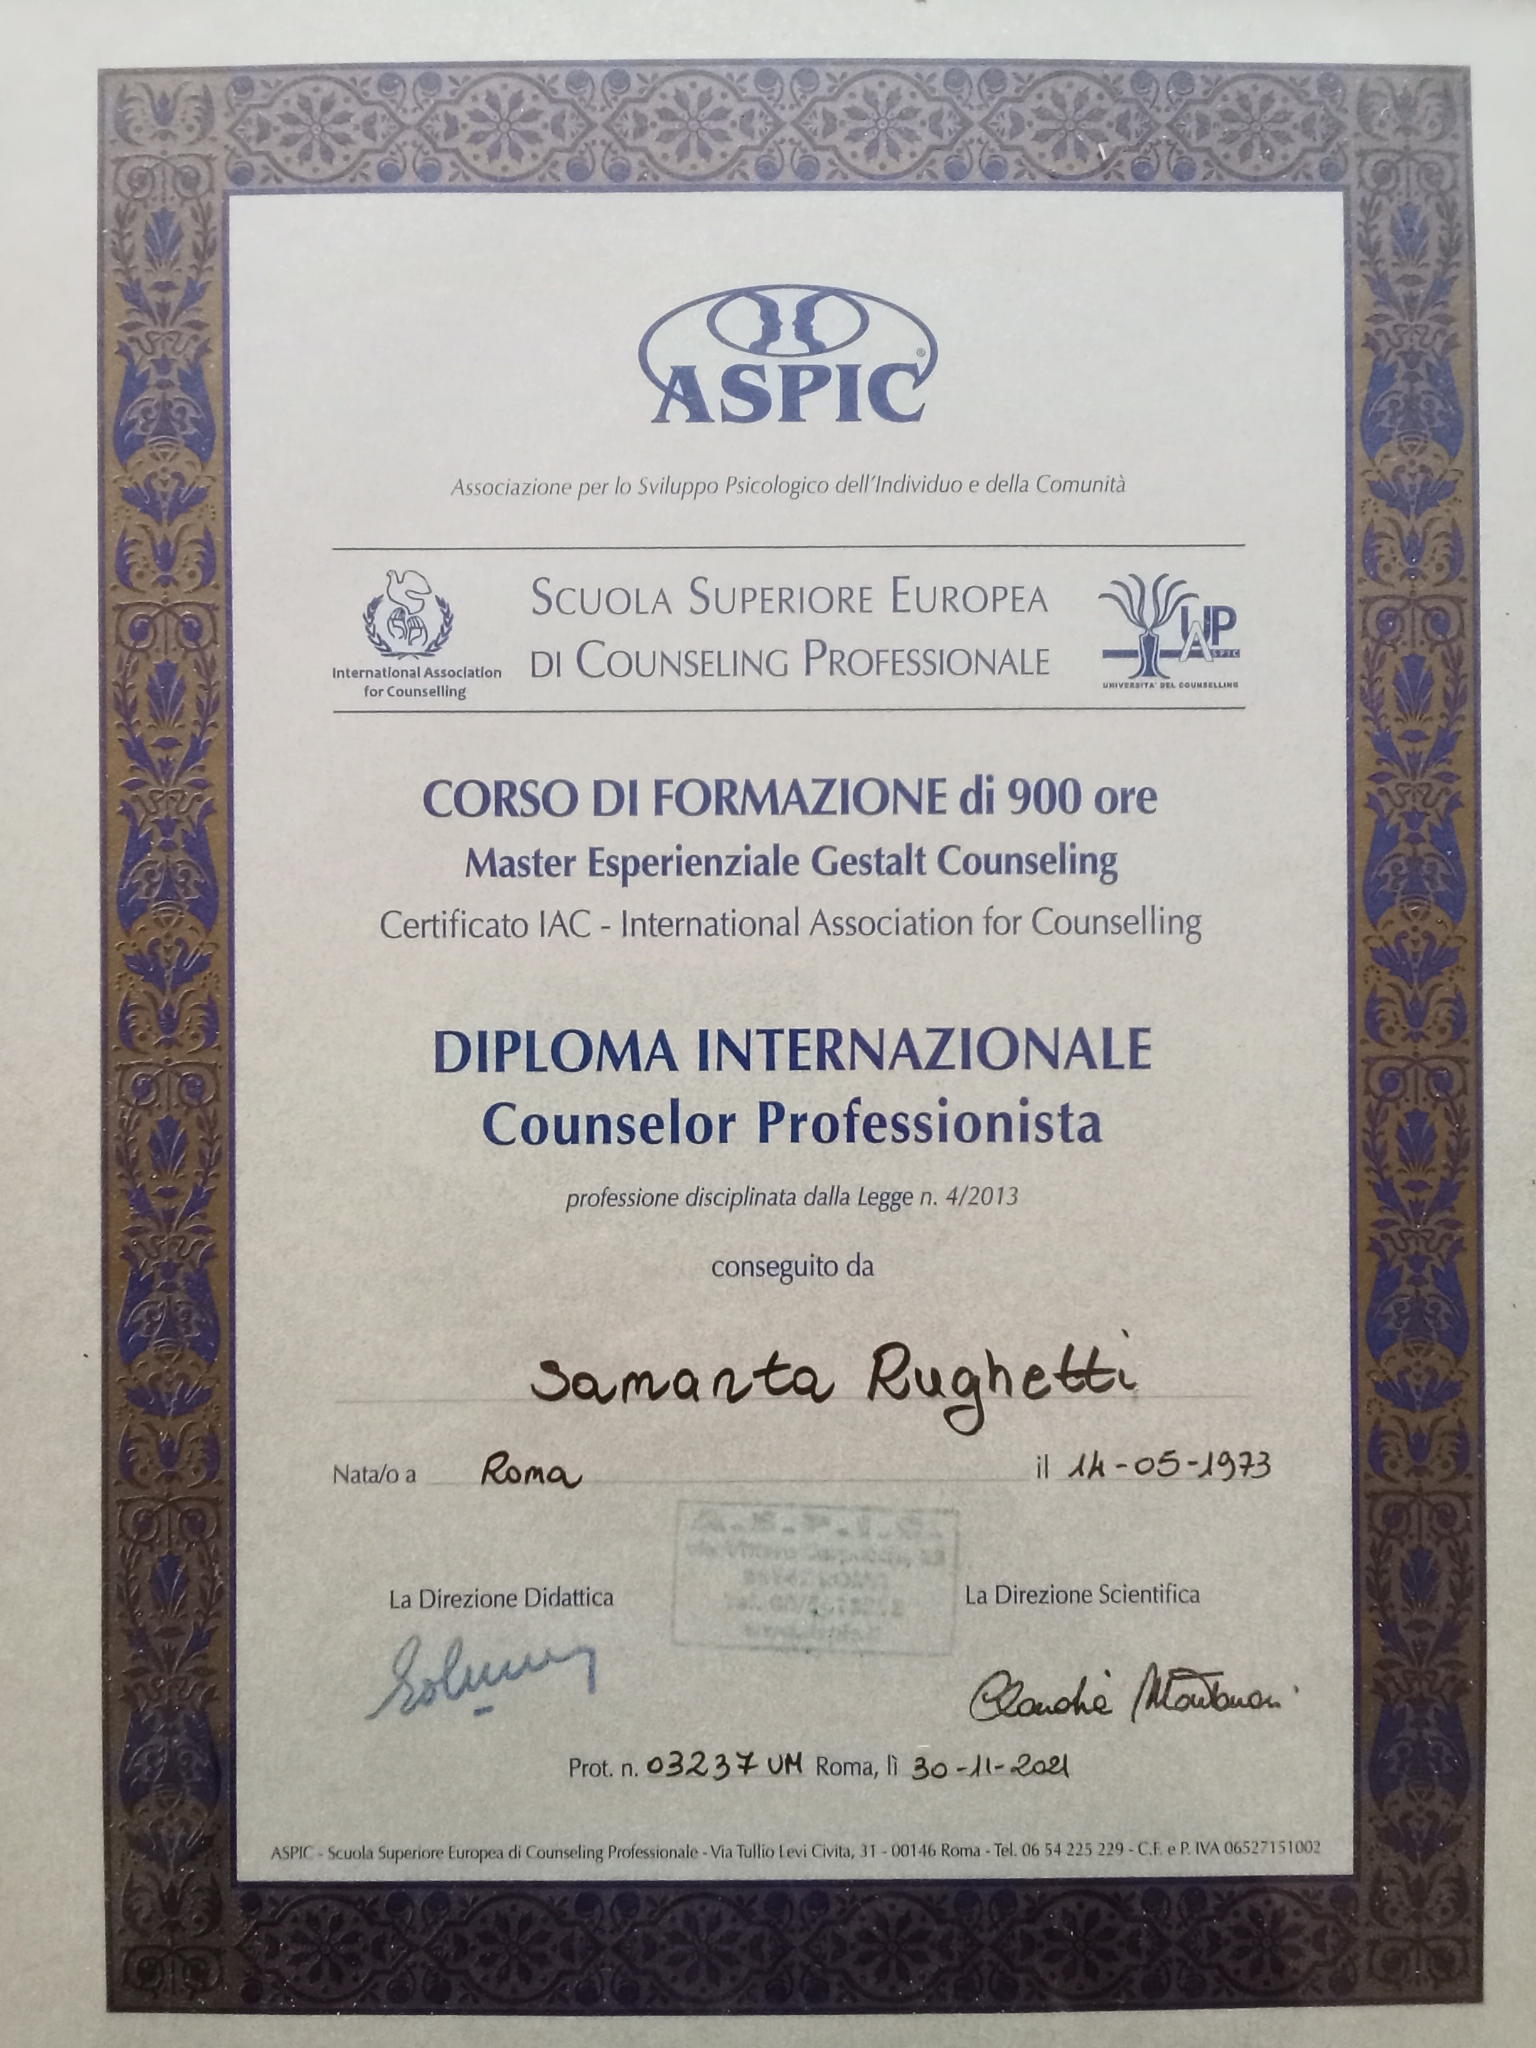 ASPIC®
Associazione per lo Sviluppo Psicologico dell'Individuo e della Comunità
International Association
for Counselling
SCUOLA SUPERIORE EUROPEA
DI COUNSELING PROFESSIONALE
UAP
ASPIC
UNIVERSITA' DEL COUNSELLING
CORSO DI FORMAZIONE di 900 ore
Master Esperienziale Gestalt Counseling
Certificato IAC - International Association for Counselling
DIPLOMA INTERNAZIONALE
Counselor Professionista
professione disciplinata dalla Legge n. 4/2013
conseguito da
Samanta Rughetti
Nata/o a Roma il 14-05-1973
La Direzione Didattica
La Direzione Scientifica
Claudia Montanari
Prot. n. 03237 UM Roma, lì 30-11-2021
ASPIC - Scuola Superiore Europea di Counseling Professionale - Via Tullio Levi Civita, 31 - 00146 Roma - Tel. 06 54 225 229 - C.F. e P. IVA 06527151002